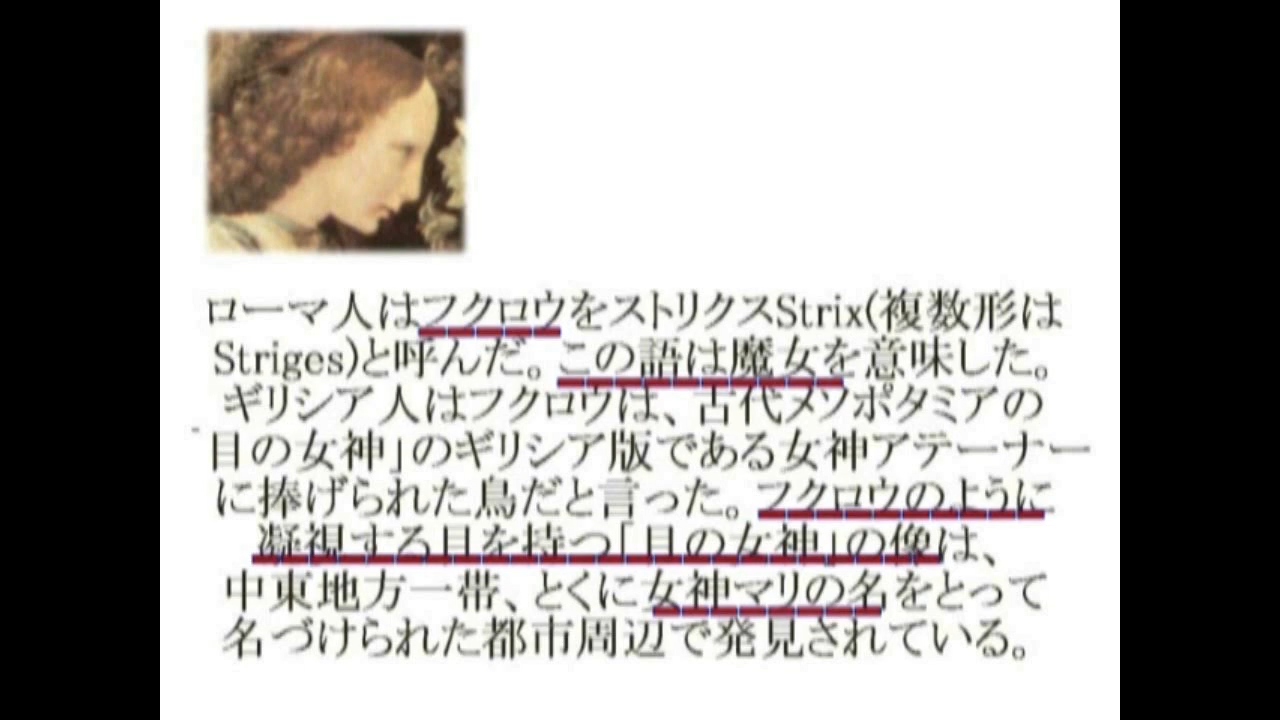 ローマ人はフクロウをストリクスStrix(複数形は
Striges)と呼んだ。この語は魔女を意味した。
ギリシア人はフクロウは、古代メソポタミアの
目の女神」のギリシア版である女神アテーナー
に捧げられた鳥だと言った。フクロウのように
凝視する目を持つ「目の女神」の像は、
中東地方一帯、とくに女神マリの名をとって
名づけられた都市周辺で発見されている。